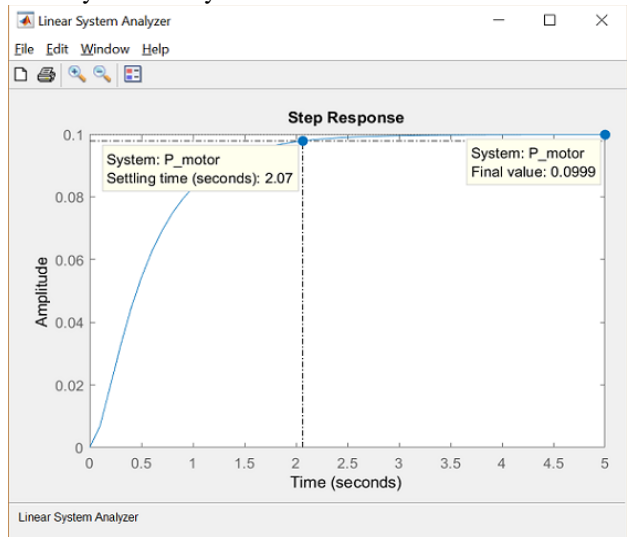 Linear System Analyzer
File Edit Window Help
Step Response
0.1
0.08
0.06
0.04
0.02
0
Amplitude
System: P_motor
Settling time (seconds): 2.07
System: P_motor
Final value: 0.0999
0 0.5 1 1.5 2 2.5 3 3.5 4 4.5 5
Time (seconds)
Linear System Analyzer